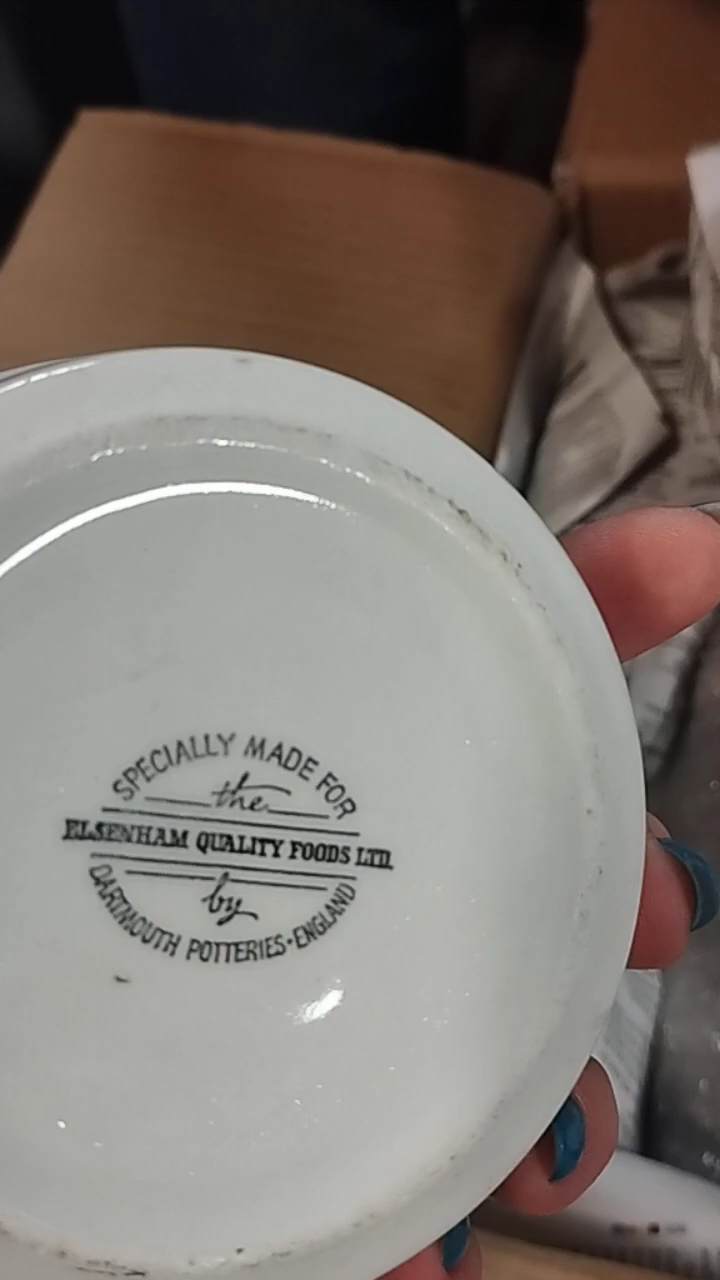 SPECIALLY MADE FOR
the
ELSENHAM QUALITY FOODS LTD.
by
DARTMOUTH POTTERIES·ENGLAND